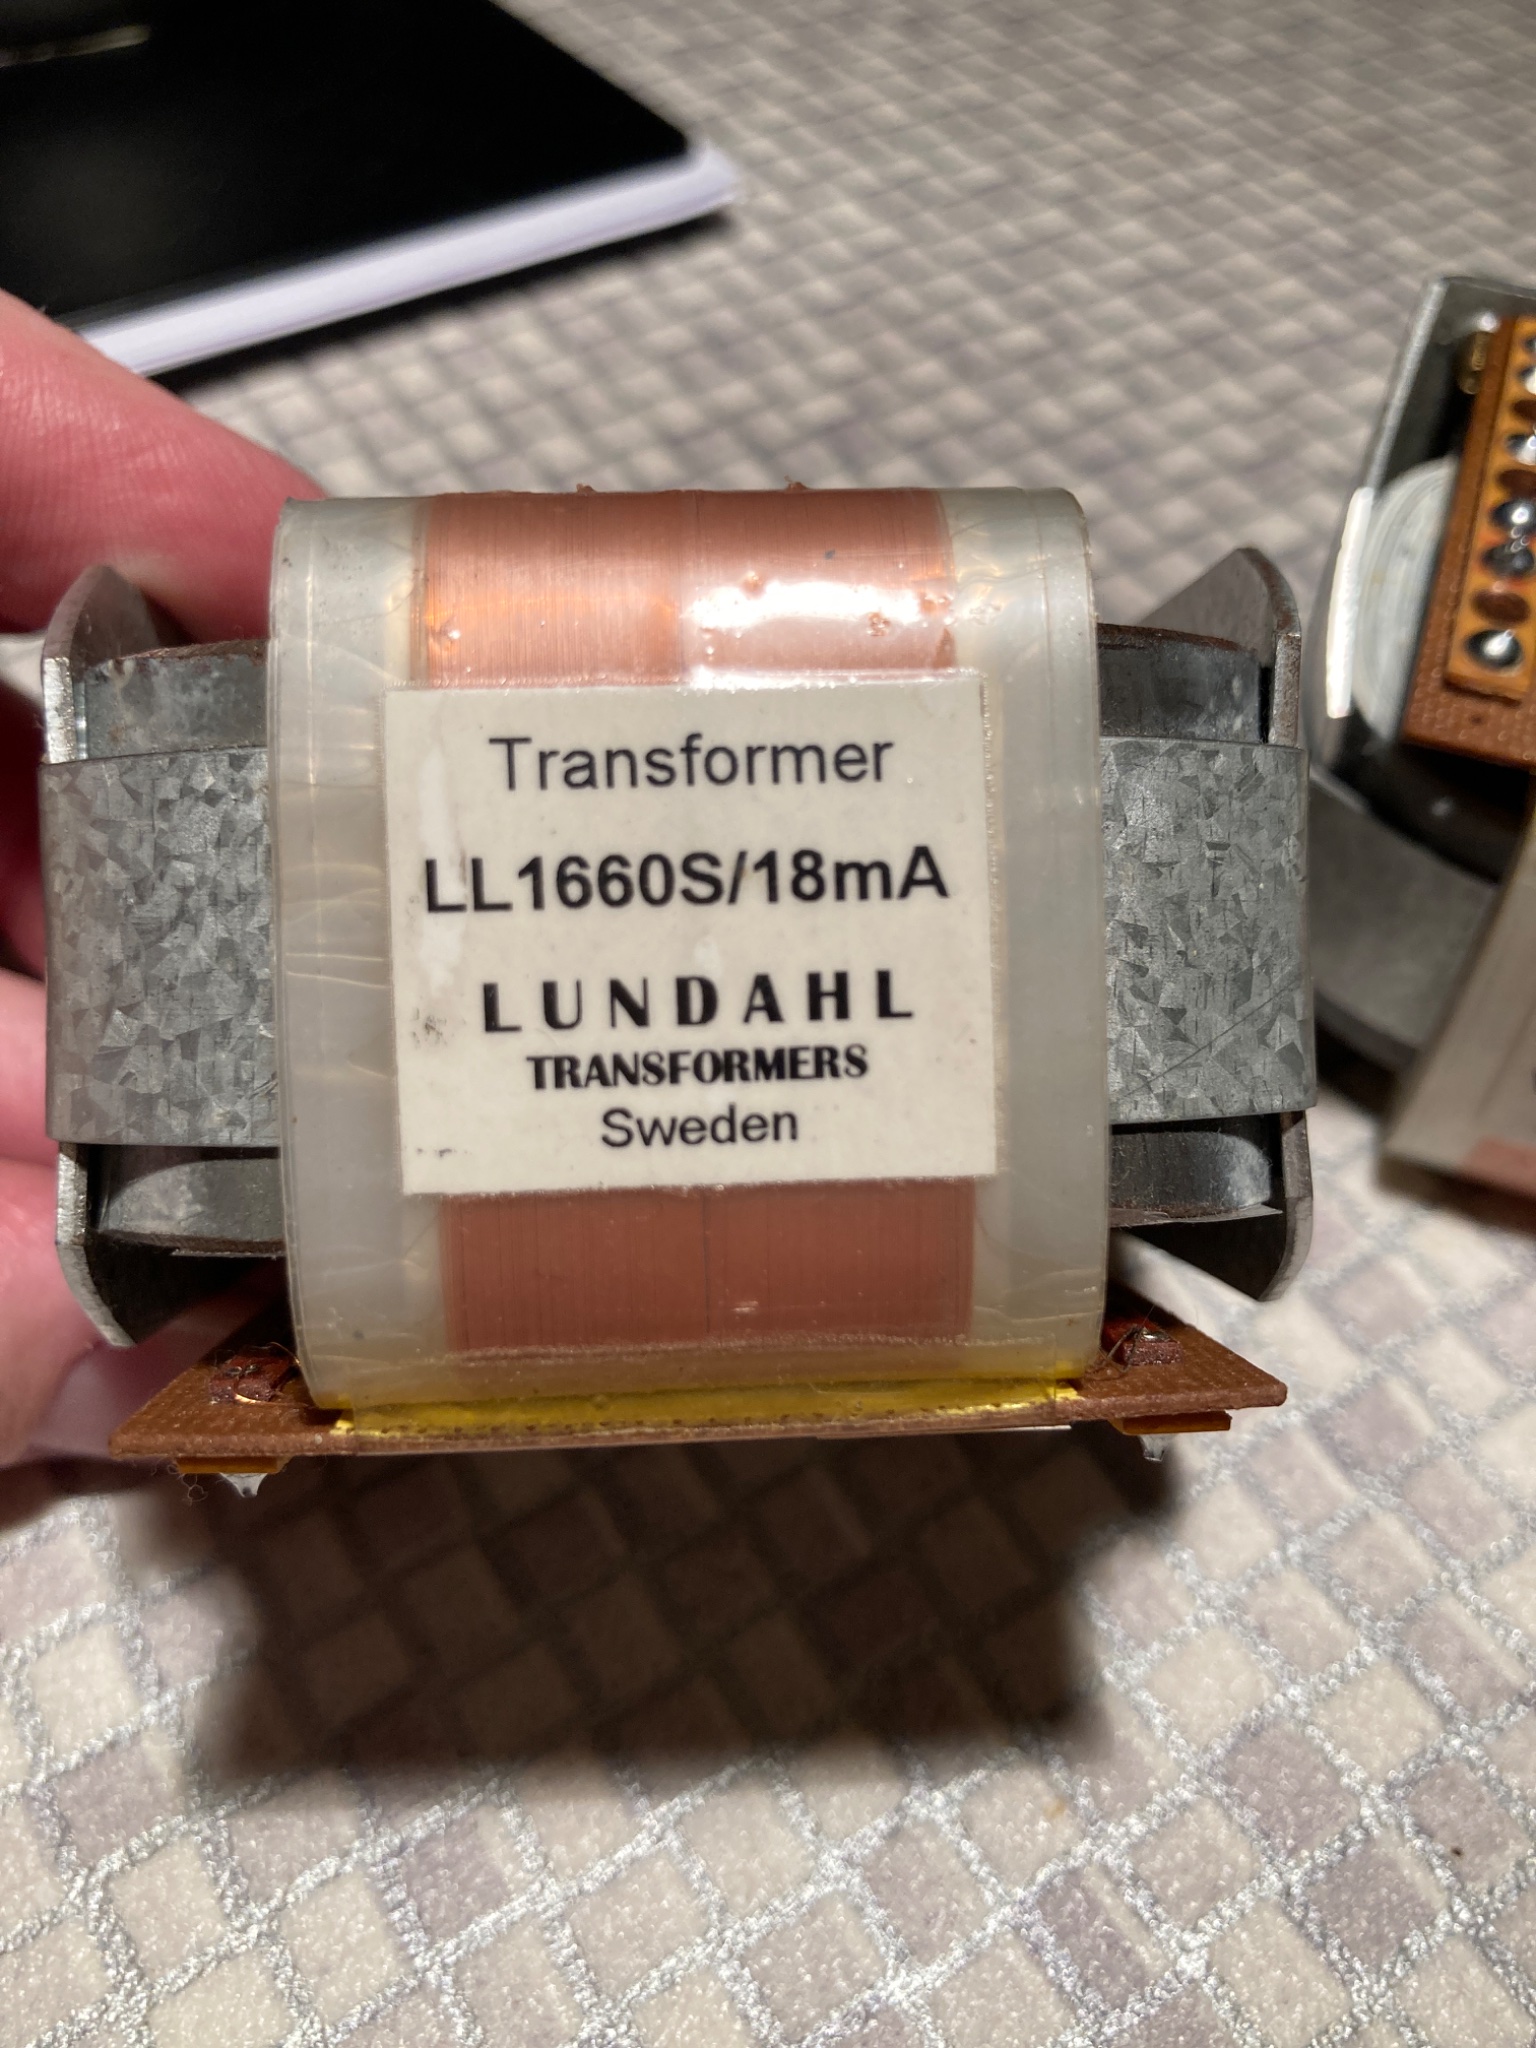 Transformer
LL1660S/18mA
LUNDAHL
TRANSFORMERS
Sweden